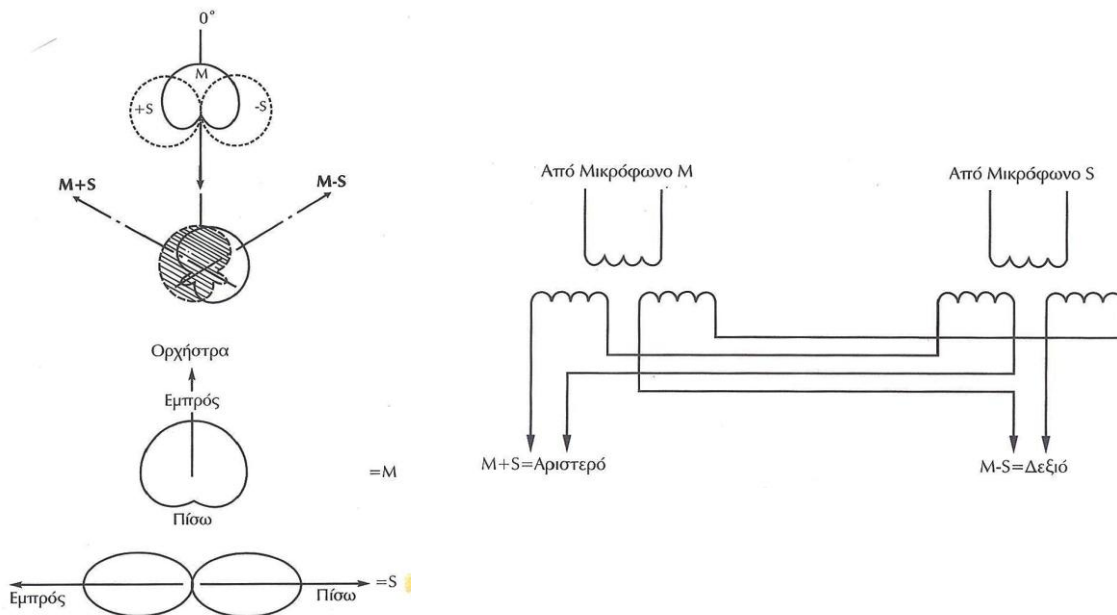 0°
M
+S
-S
M+S
M-S
Ορχήστρα
Εμπρός
=M
Πίσω
=S
Εμπρός
Πίσω
Από Μικρόφωνο M
Από Μικρόφωνο S
M+S=Αριστερό
M-S=Δεξιό